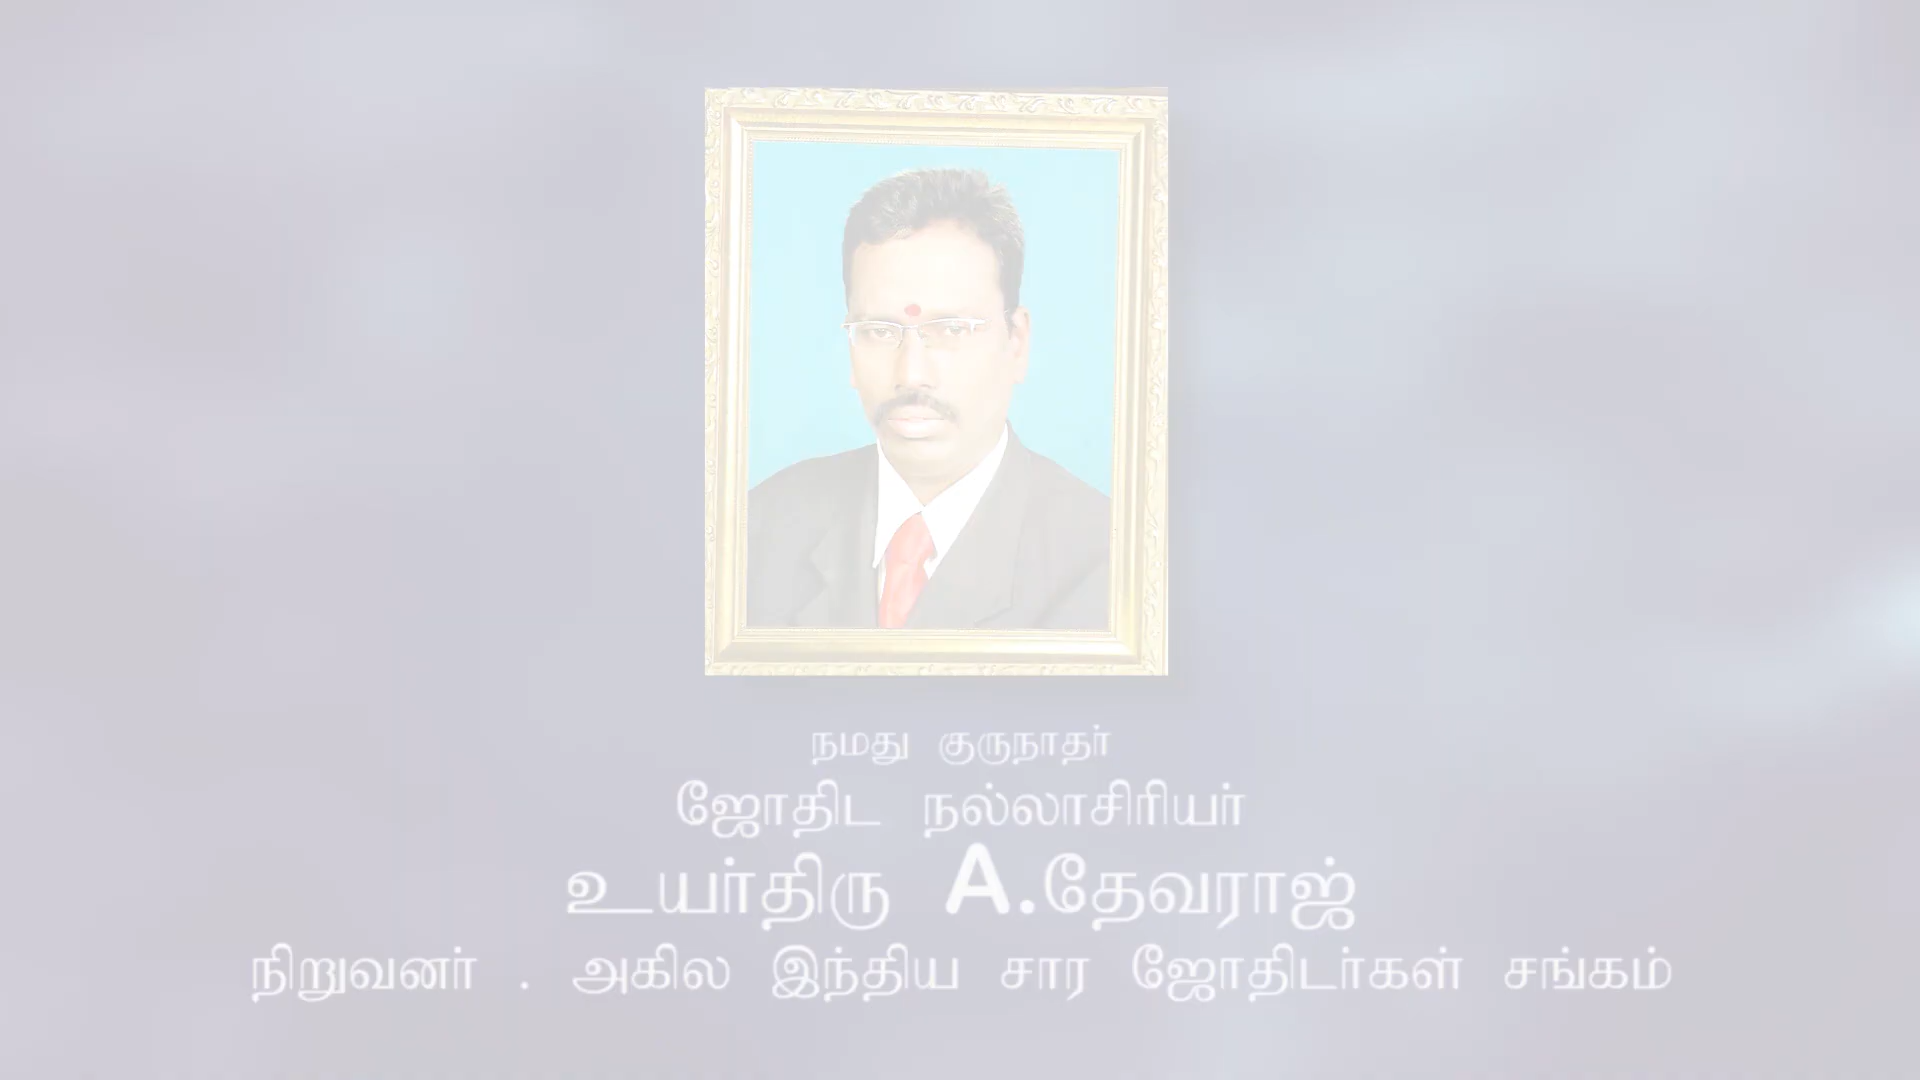 நமது குருநாதர்
ஜோதிட நல்லாசிரியர்
உயர்திரு A.தேவராஜ்
நிறுவனர் . அகில இந்திய சார ஜோதிடர்கள் சங்கம்